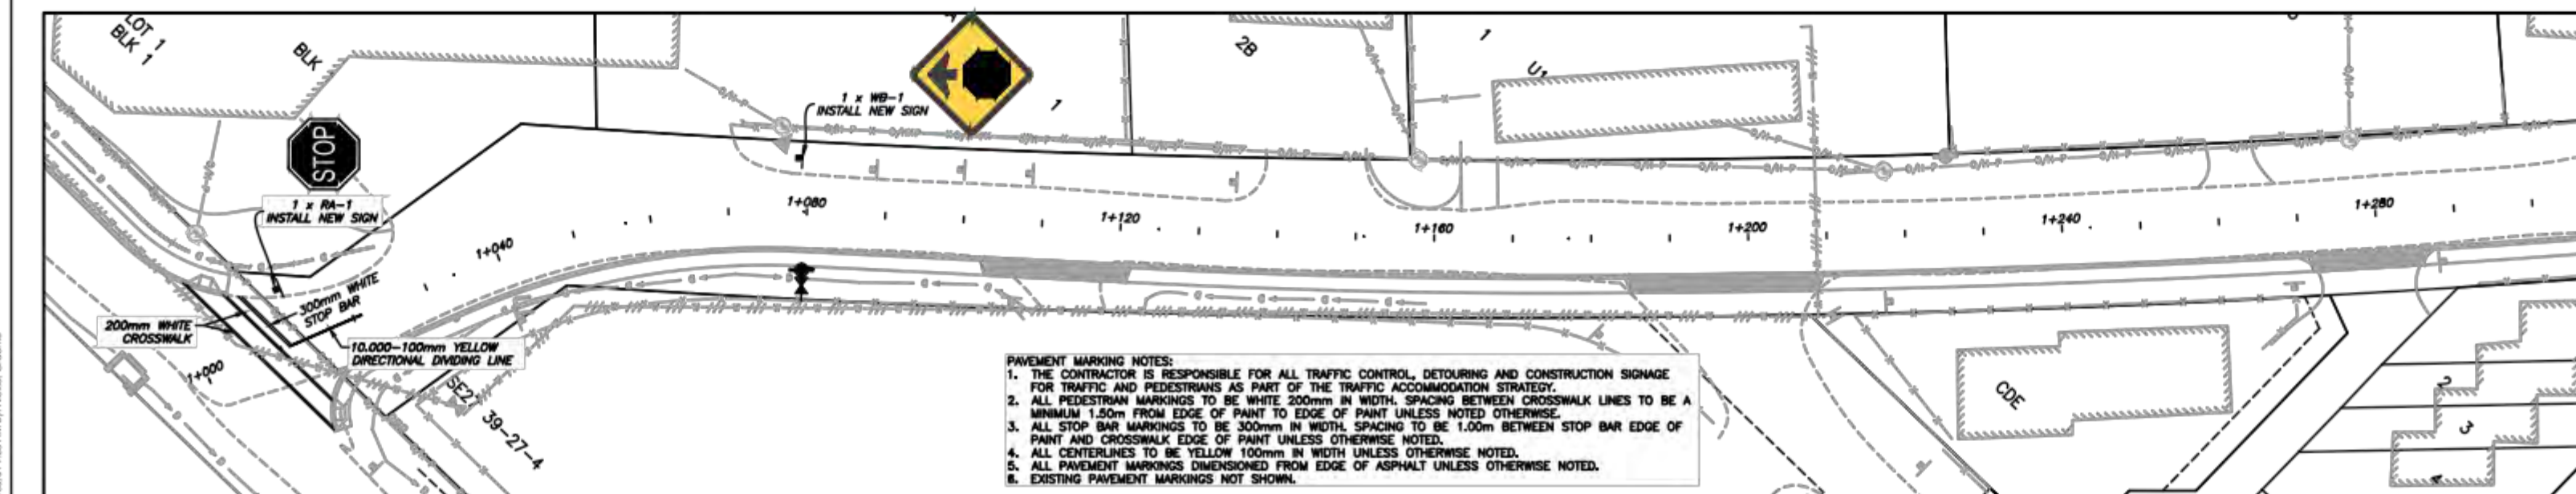 LOT 1
BLK 1
BLK
STOP
1 x RA-1
INSTALL NEW SIGN
1 x WB-1
INSTALL NEW SIGN
1
2B
1
U1
1+000
1+040
1+080
1+120
1+160
1+200
1+240
1+280
300mm WHITE
STOP BAR
200mm WHITE
CROSSWALK
10.000-100mm YELLOW
DIRECTIONAL DIVIDING LINE
39-27-4
CDE
2
3
PAVEMENT MARKING NOTES:
1. THE CONTRACTOR IS RESPONSIBLE FOR ALL TRAFFIC CONTROL, DETOURING AND CONSTRUCTION SIGNAGE
FOR TRAFFIC AND PEDESTRIANS AS PART OF THE TRAFFIC ACCOMMODATION STRATEGY.
2. ALL PEDESTRIAN MARKINGS TO BE WHITE 200mm IN WIDTH. SPACING BETWEEN CROSSWALK LINES TO BE A
MINIMUM 1.50m FROM EDGE OF PAINT TO EDGE OF PAINT UNLESS NOTED OTHERWISE.
3. ALL STOP BAR MARKINGS TO BE 300mm IN WIDTH. SPACING TO BE 1.00m BETWEEN STOP BAR EDGE OF
PAINT AND CROSSWALK EDGE OF PAINT UNLESS OTHERWISE NOTED.
4. ALL CENTERLINES TO BE YELLOW 100mm IN WIDTH UNLESS OTHERWISE NOTED.
5. ALL PAVEMENT MARKINGS DIMENSIONED FROM EDGE OF ASPHALT UNLESS OTHERWISE NOTED.
6. EXISTING PAVEMENT MARKINGS NOT SHOWN.